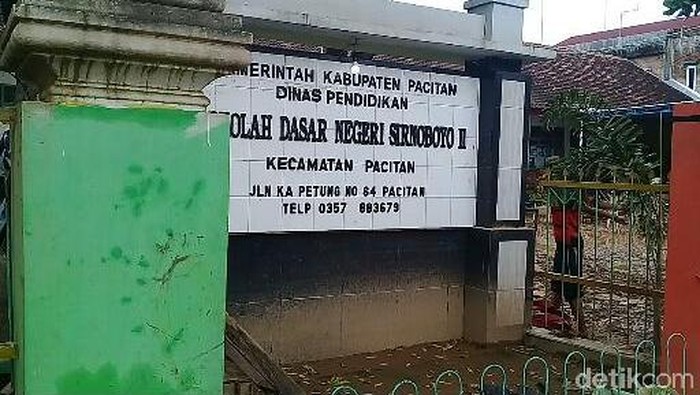 MERINTAH KABUPATEN PACITAN
DINAS PENDIDIKAN
OLAH DASAR NEGERI SIRNOBOYO II
KECAMATAN PACITAN
JLN KA PETUNG NO 64 PACITAN
TELP 0357 883679
detikcom